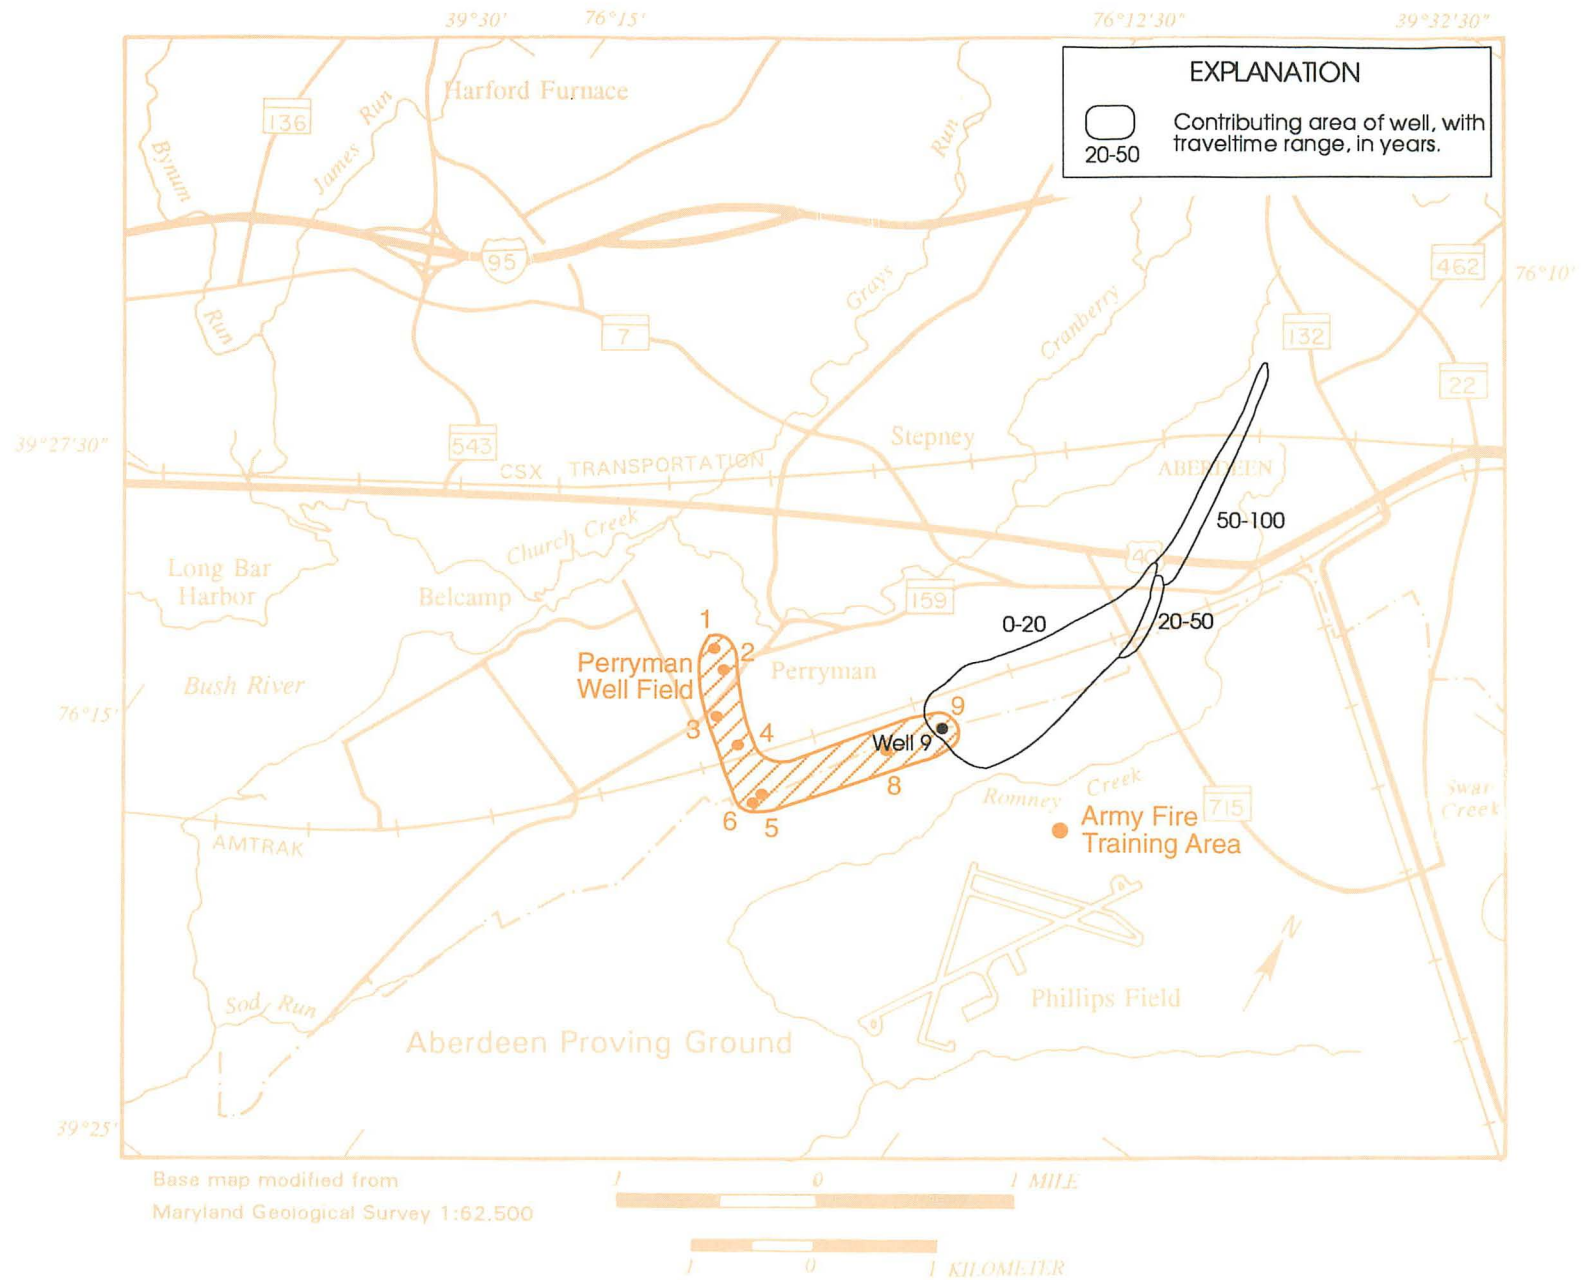 39°30'
76°15'
76°12'30"
39°32'30"
EXPLANATION
20-50
Contributing area of well, with
traveltime range, in years.
Harford Furnace
136
James Run
Bynum
Run
Run
95
7
Grays
Cranberry
462
76°10'
132
22
39°27'30"
543
CSX TRANSPORTATION
Stepney
ABERDEEN
50-100
Church Creek
40
Long Bar
Harbor
Belcamp
159
0-20
20-50
1
2
Perryman
Well Field
Perryman
Bush River
76°15'
3
4
9
Well 9
8
6
5
Romney Creek
715
Creek
Army Fire
Training Area
AMTRAK
N
Phillips Field
Sod Run
Aberdeen Proving Ground
39°25'
Base map modified from
Maryland Geological Survey 1:62,500
1 0 1 MILE
1 0 1 KILOMETER